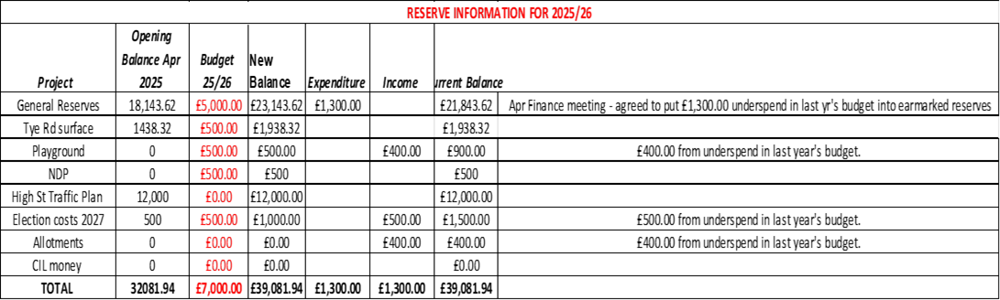 RESERVE INFORMATION FOR 2025/26
Project Opening Balance Apr 2025 Budget 25/26 New Balance Expenditure Income urrent Balance
General Reserves 18,143.62 £5,000.00 £23,143.62 £1,300.00 £21,843.62 Apr Finance meeting - agreed to put £1,300.00 underspend in last yr's budget into earmarked reserves
Tye Rd surface 1438.32 £500.00 £1,938.32 £1,938.32
Playground 0 £500.00 £500.00 £400.00 £900.00 £400.00 from underspend in last year's budget.
NDP 0 £500.00 £500 £500
High St Traffic Plan 12,000 £0.00 £12,000.00 £12,000.00
Election costs 2027 500 £500.00 £1,000.00 £500.00 £1,500.00 £500.00 from underspend in last year's budget.
Allotments 0 £0.00 £0.00 £400.00 £400.00 £400.00 from underspend in last year's budget.
CIL money 0 £0.00 £0.00 £0.00
TOTAL 32081.94 £7,000.00 £39,081.94 £1,300.00 £1,300.00 £39,081.94